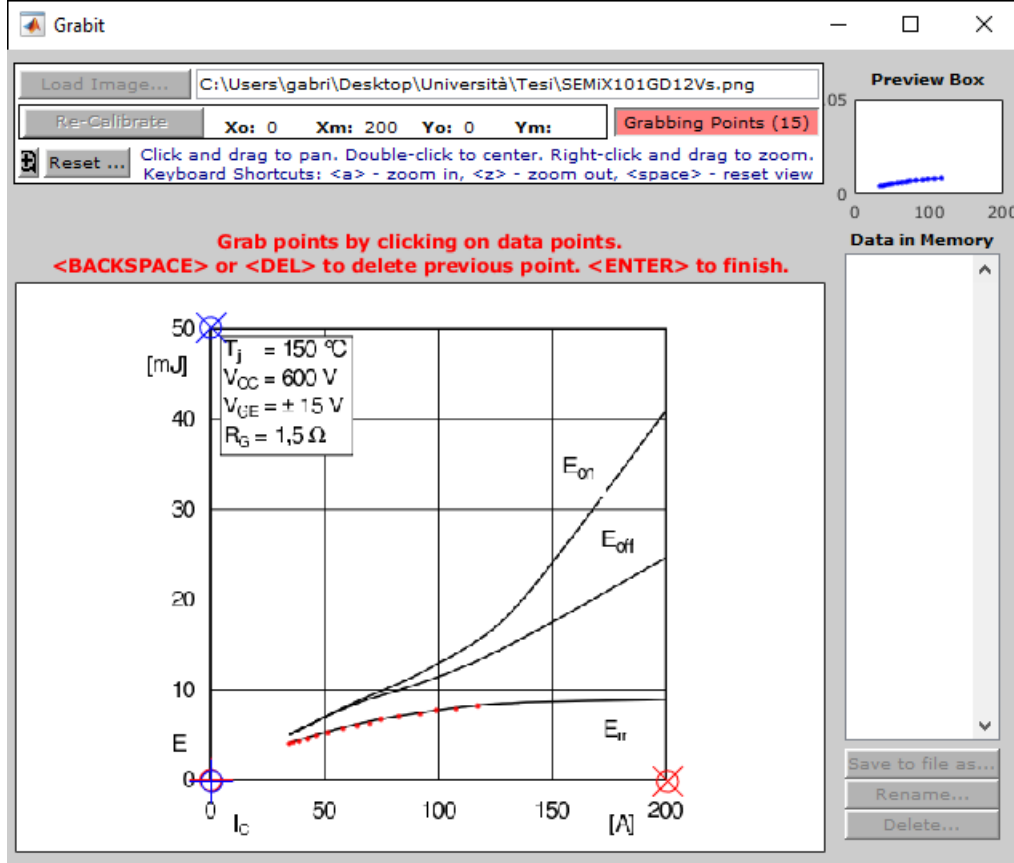 Grabit
Load Image...
C:\Users\gabri\Desktop\Università\Tesi\SEMiX101GD12Vs.png
Re-Calibrate
Xo: 0 Xm: 200 Yo: 0 Ym:
Grabbing Points (15)
Reset ...
Click and drag to pan. Double-click to center. Right-click and drag to zoom.
Keyboard Shortcuts: <a> - zoom in, <z> - zoom out, <space> - reset view
Preview Box
05
0
0 100 200
Grab points by clicking on data points.
<BACKSPACE> or <DEL> to delete previous point. <ENTER> to finish.
Data in Memory
50
[mJ]
40
30
20
10
E
0
Tj = 150 °C
VCC = 600 V
VGE = ± 15 V
RG = 1,5 Ω
Eon
Eoff
Err
0 50 100 150 200
IC [A]
Save to file as...
Rename...
Delete...